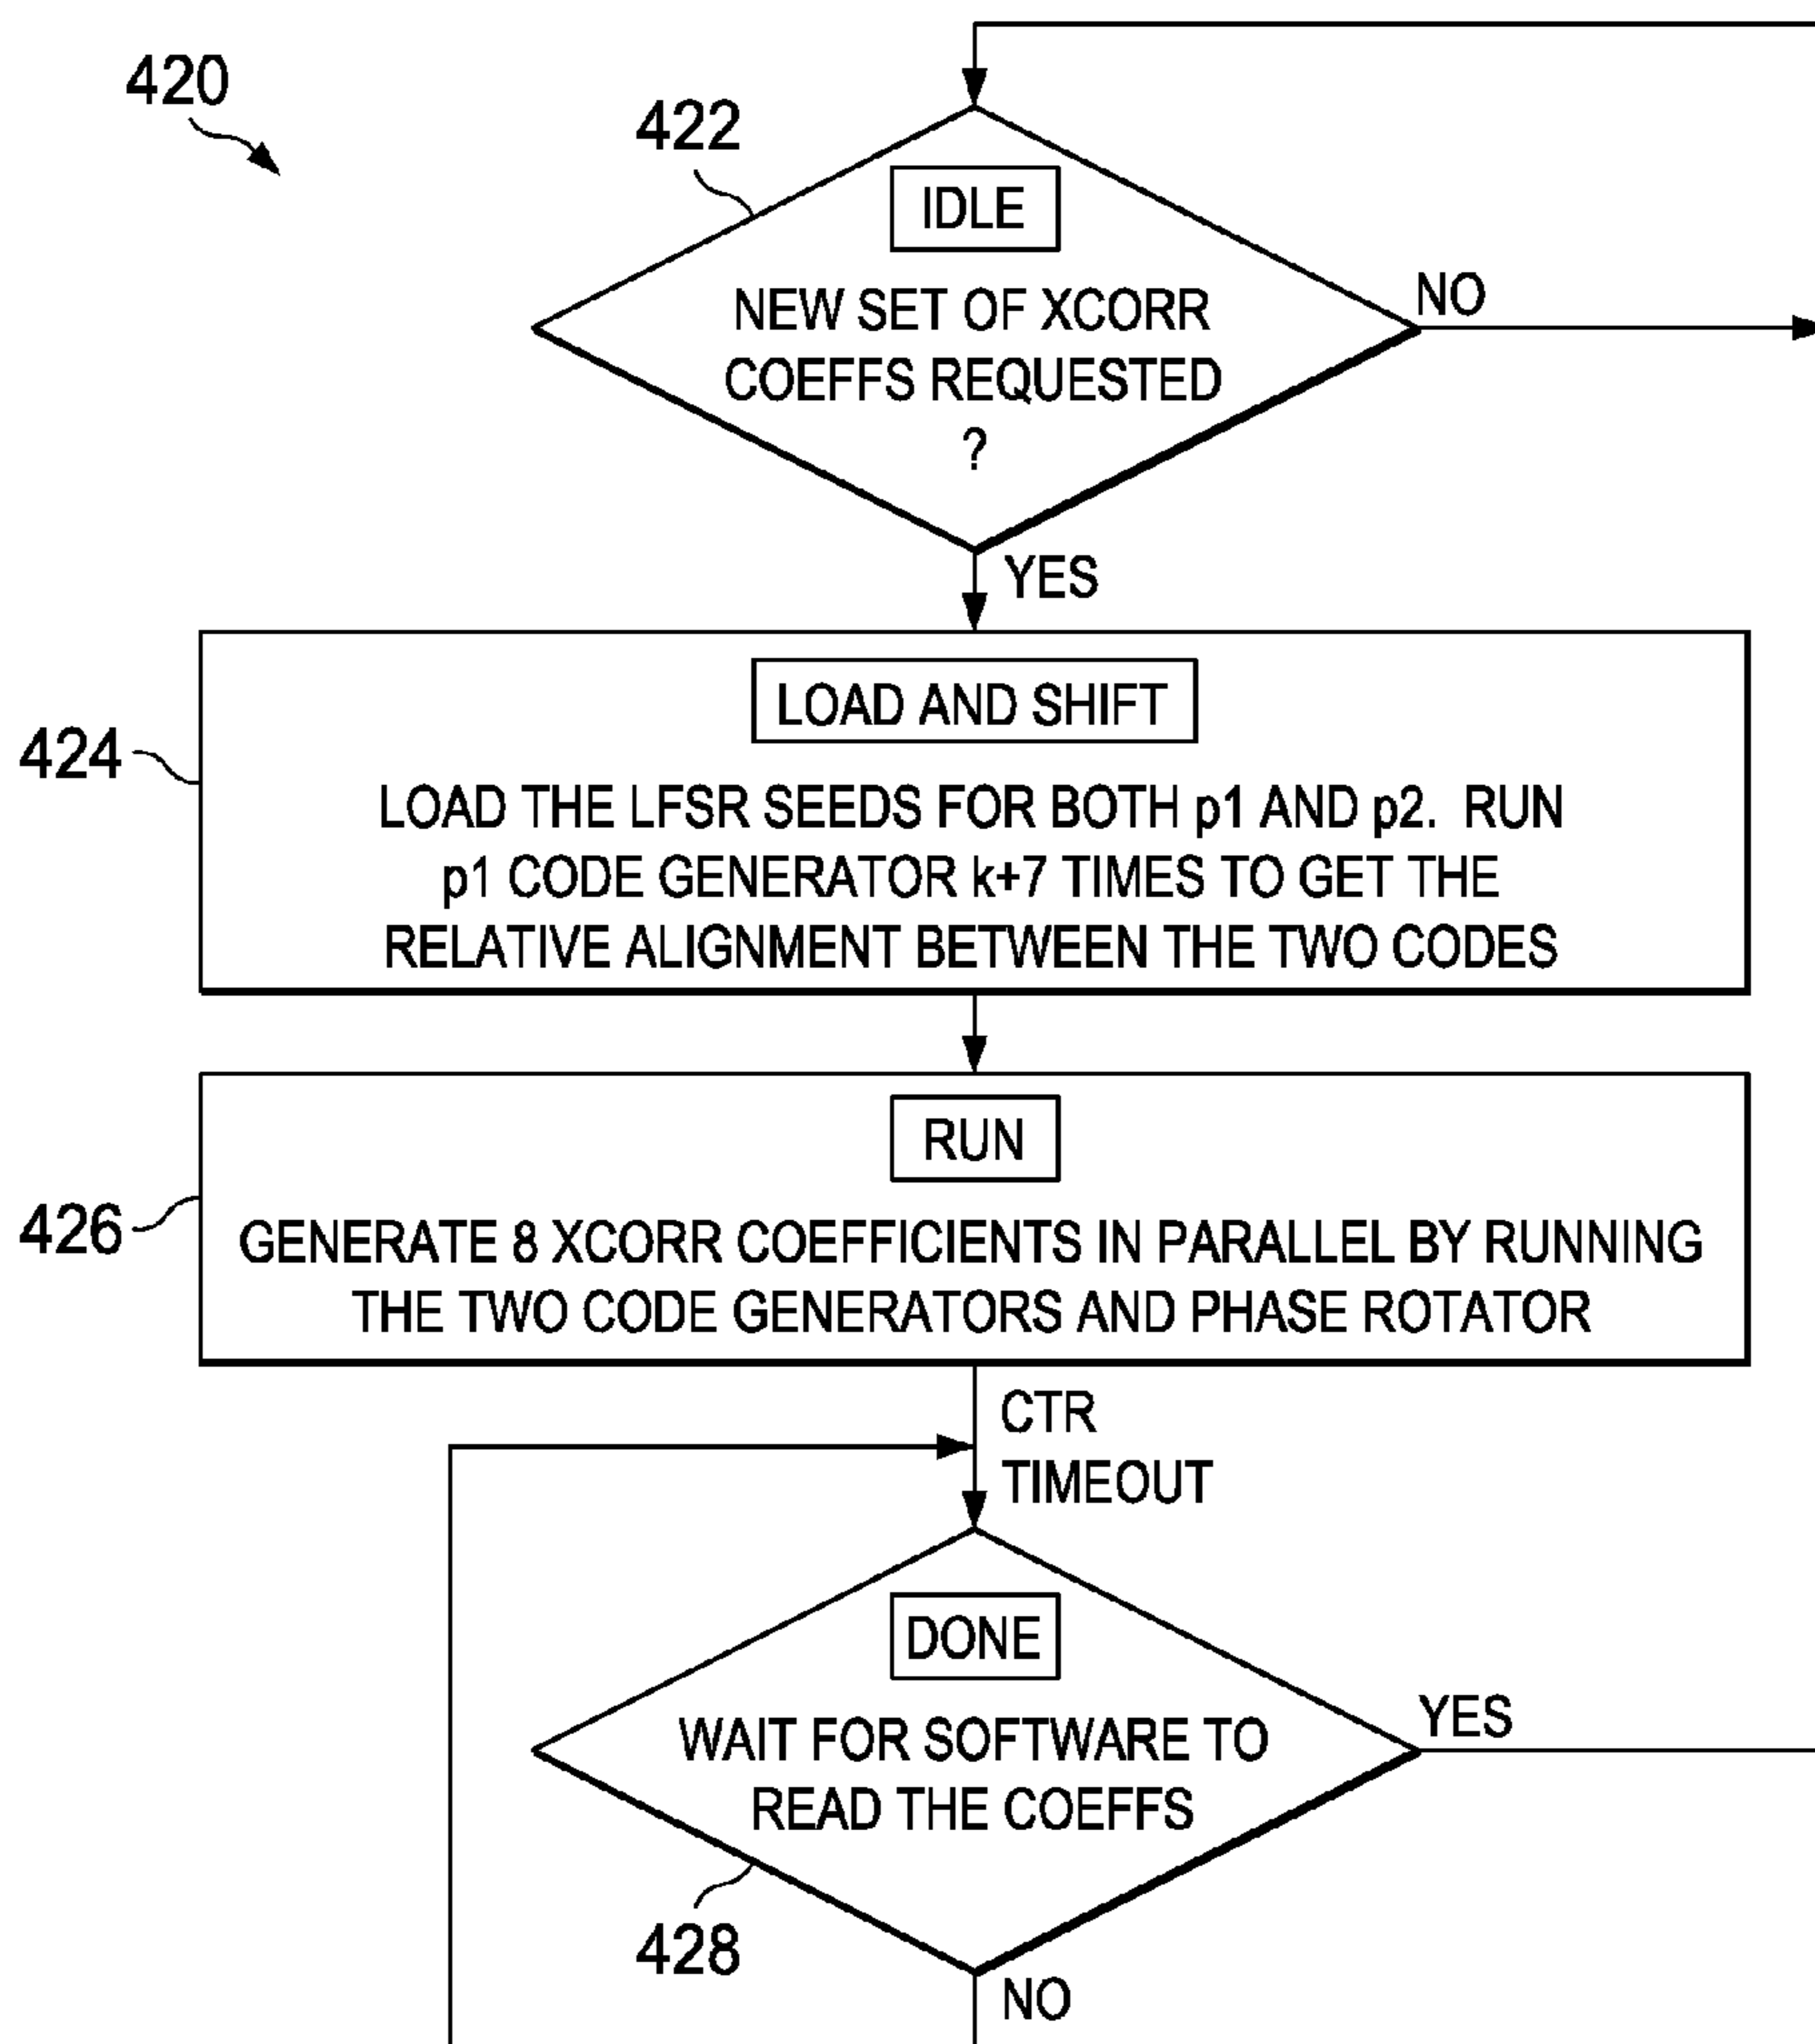 420
422
IDLE
NEW SET OF XCORR
COEFFS REQUESTED
?
NO
YES
424
LOAD AND SHIFT
LOAD THE LFSR SEEDS FOR BOTH p1 AND p2. RUN
p1 CODE GENERATOR k+7 TIMES TO GET THE
RELATIVE ALIGNMENT BETWEEN THE TWO CODES
426
RUN
GENERATE 8 XCORR COEFFICIENTS IN PARALLEL BY RUNNING
THE TWO CODE GENERATORS AND PHASE ROTATOR
CTR
TIMEOUT
DONE
WAIT FOR SOFTWARE TO
READ THE COEFFS
YES
428
NO